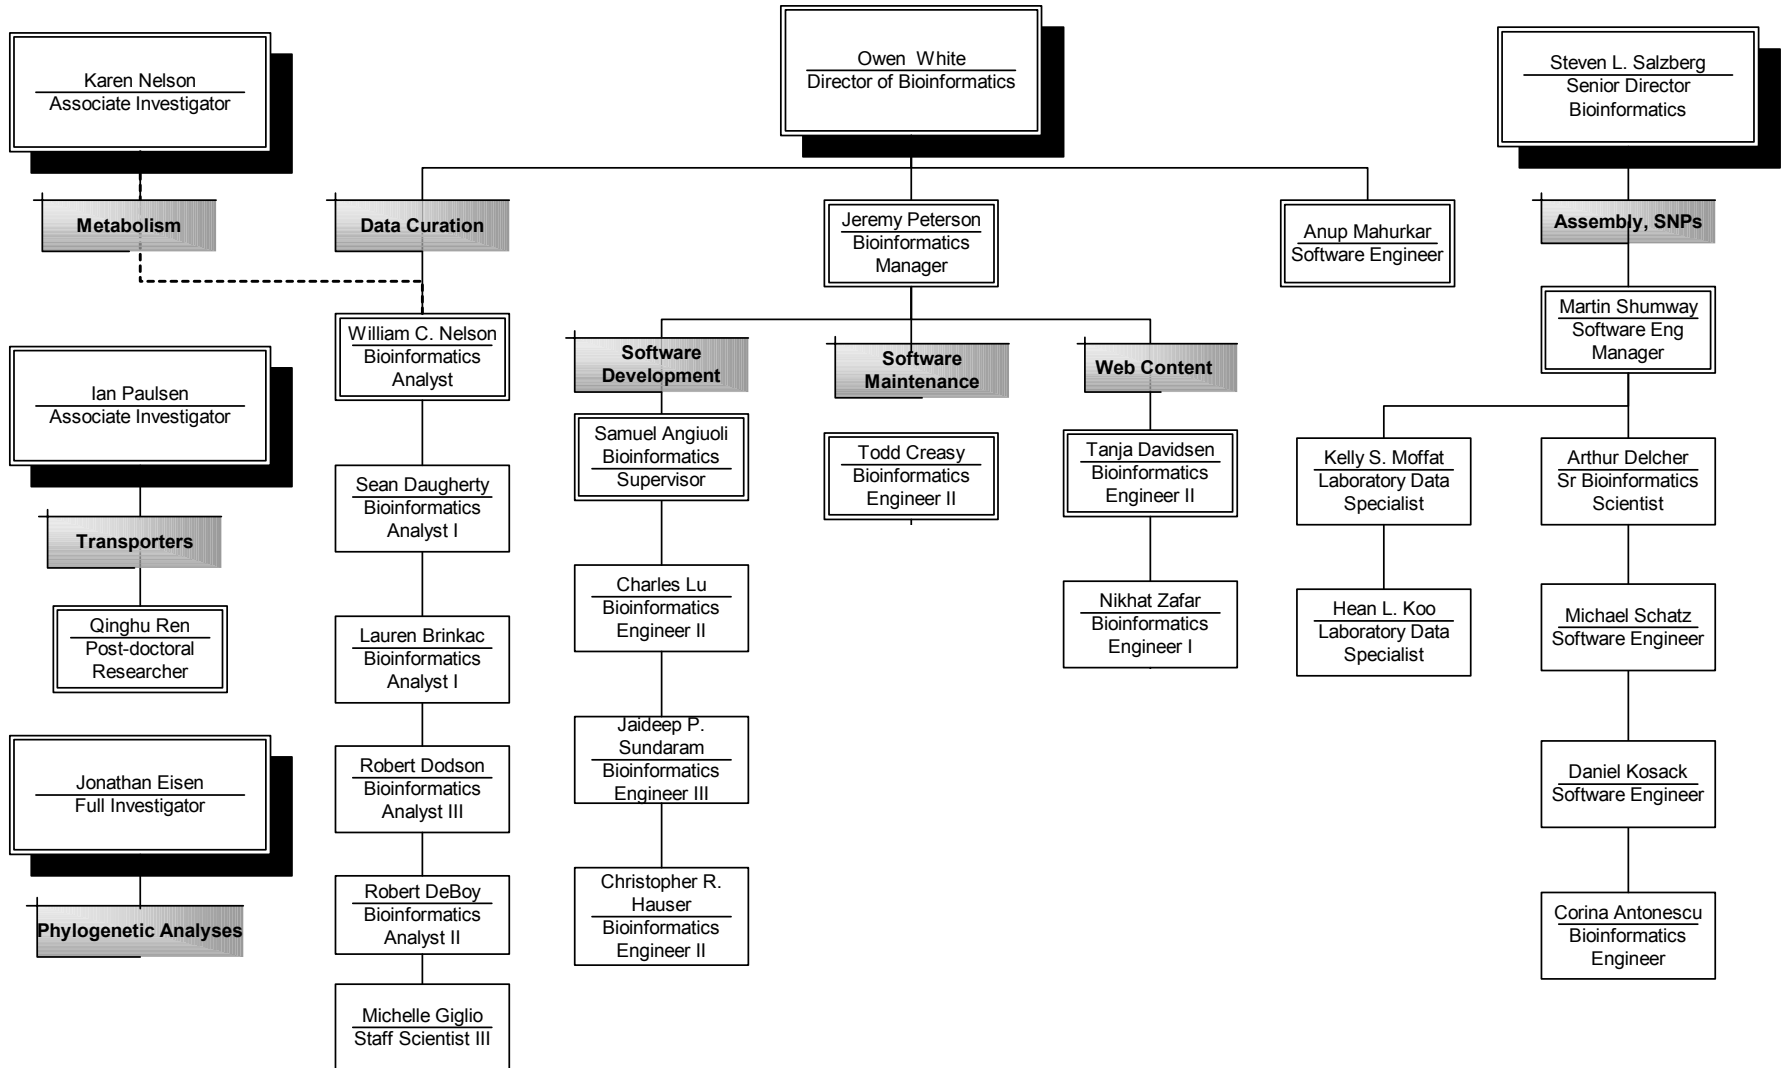 Karen Nelson
Associate Investigator
Metabolism
Ian Paulsen
Associate Investigator
Transporters
Qinghu Ren
Post-doctoral
Researcher
Jonathan Eisen
Full Investigator
Phylogenetic Analyses
Owen White
Director of Bioinformatics
Data Curation
William C. Nelson
Bioinformatics
Analyst
Sean Daugherty
Bioinformatics
Analyst I
Lauren Brinkac
Bioinformatics
Analyst I
Robert Dodson
Bioinformatics
Analyst III
Robert DeBoy
Bioinformatics
Analyst II
Michelle Giglio
Staff Scientist III
Jeremy Peterson
Bioinformatics
Manager
Software
Development
Samuel Angiuoli
Bioinformatics
Supervisor
Charles Lu
Bioinformatics
Engineer II
Jaideep P.
Sundaram
Bioinformatics
Engineer III
Christopher R.
Hauser
Bioinformatics
Engineer II
Software
Maintenance
Todd Creasy
Bioinformatics
Engineer II
Web Content
Tanja Davidsen
Bioinformatics
Engineer II
Nikhat Zafar
Bioinformatics
Engineer I
Anup Mahurkar
Software Engineer
Steven L. Salzberg
Senior Director
Bioinformatics
Assembly, SNPs
Martin Shumway
Software Eng
Manager
Kelly S. Moffat
Laboratory Data
Specialist
Hean L. Koo
Laboratory Data
Specialist
Arthur Delcher
Sr Bioinformatics
Scientist
Michael Schatz
Software Engineer
Daniel Kosack
Software Engineer
Corina Antonescu
Bioinformatics
Engineer